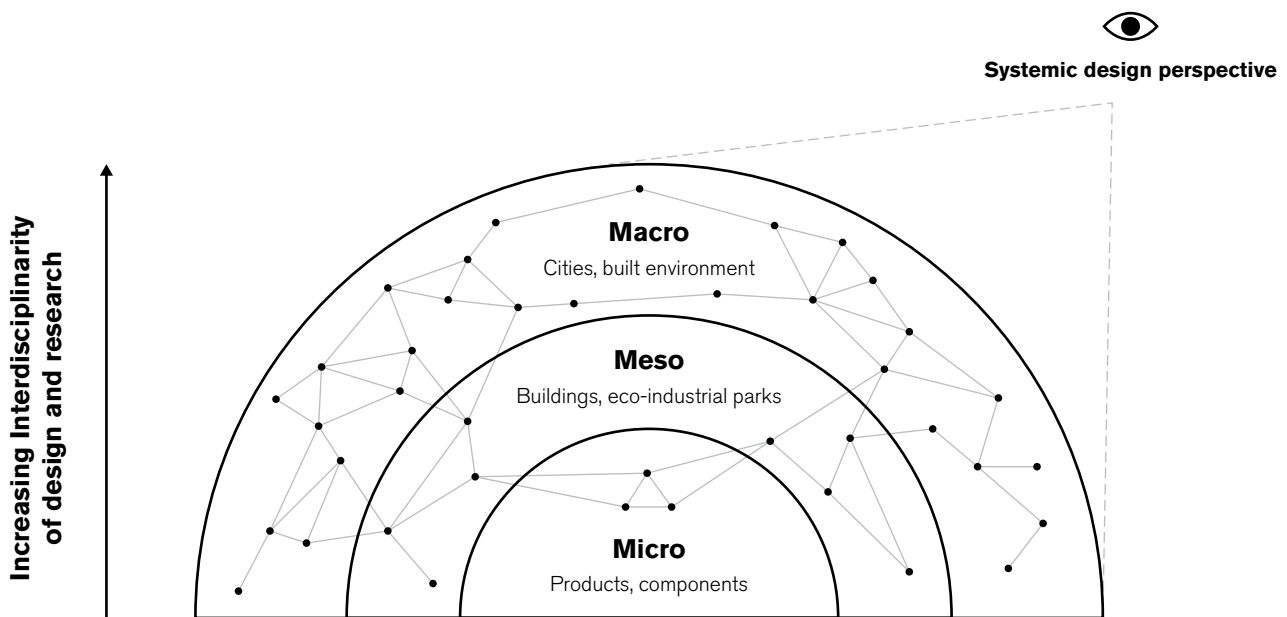 Systemic design perspective
Increasing Interdisciplinarity
of design and research
Macro
Cities, built environment
Meso
Buildings, eco-industrial parks
Micro
Products, components